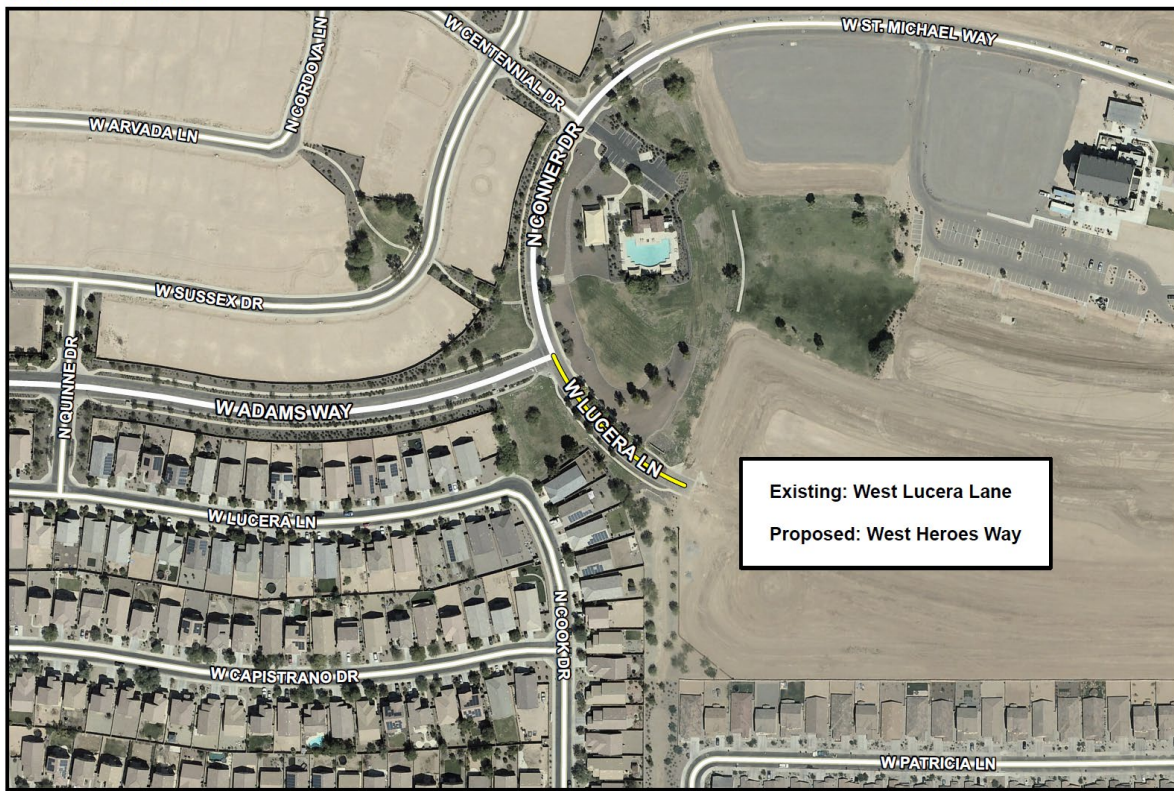 W ST. MICHAEL WAY
W CENTENNIAL DR
N CORDOVA LN
W ARVADA LN
N CONNER DR
W SUSSEX DR
N QUINNE DR
W ADAMS WAY
W LUCERA LN
Existing: West Lucera Lane
Proposed: West Heroes Way
W LUCERA LN
N COOK DR
W CAPISTRANO DR
W PATRICIA LN